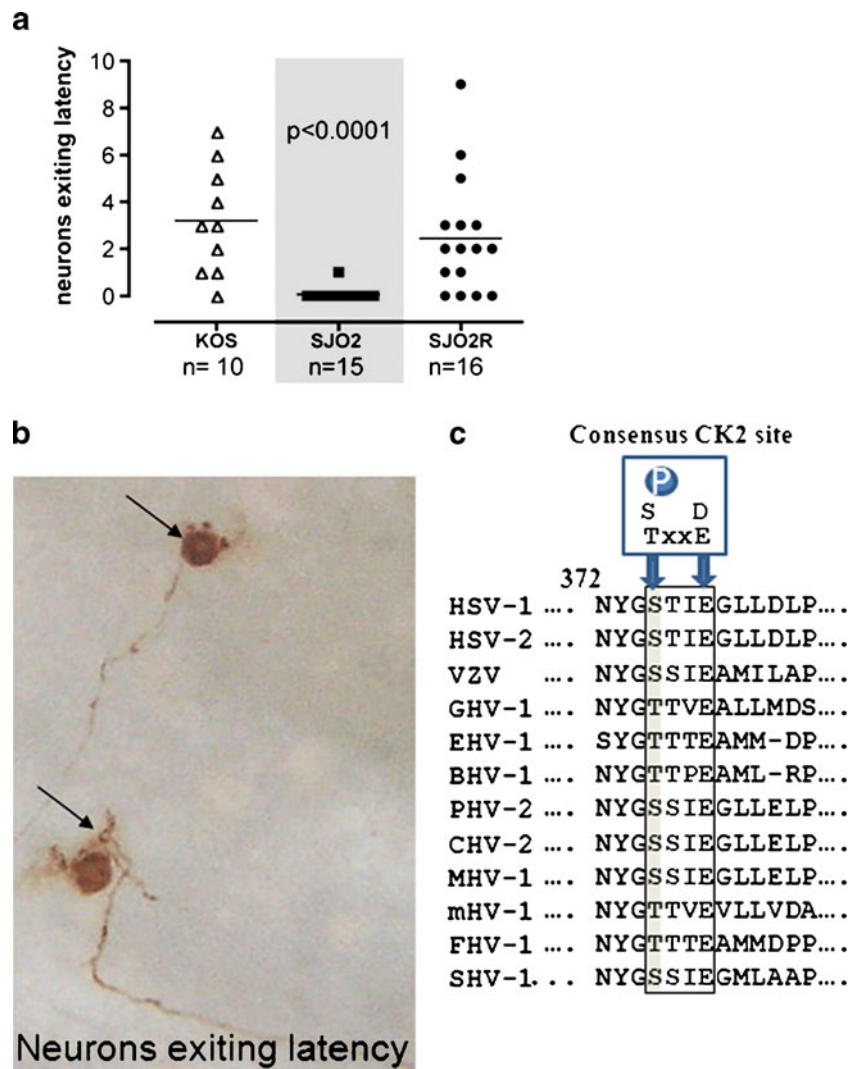 a
neurons exiting latency
10
8
6
4
2
0
p<0.0001
KOS
n= 10
SJO2
n=15
SJO2R
n=16
b
Neurons exiting latency
c
Consensus CK2 site
P
S D
TxxE
372
HSV-1 .... NYGSTIEGLLDLP....
HSV-2 .... NYGSTIEGLLDLP....
VZV .... NYGSSIEAMILAP....
GHV-1 .... NYGTTVEALLMDS....
EHV-1 .... SYGTTTEAMM-DP....
BHV-1 .... NYGTTPEAML-RP....
PHV-2 .... NYGSSIEGLLELP....
CHV-2 .... NYGSSIEGLLELP....
MHV-1 .... NYGSSIEGLLELP....
mHV-1 .... NYGTTVEVLLVDA....
FHV-1 .... NYGTTTEAMMDPP....
SHV-1... NYGSSIEGMLAAP....